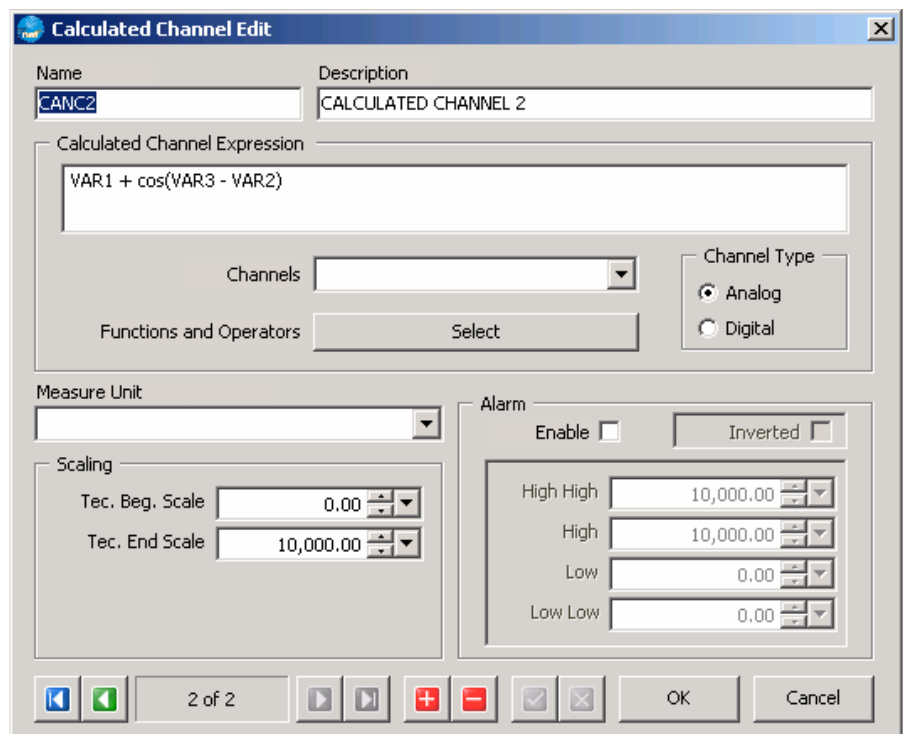 Calculated Channel Edit
Name
Description
CANC2
CALCULATED CHANNEL 2
Calculated Channel Expression
VAR1 + cos(VAR3 - VAR2)
Channels
Channel Type
Analog
Functions and Operators
Select
Digital
Measure Unit
Alarm
Enable
Inverted
Scaling
Tec. Beg. Scale
0.00
Tec. End Scale
10,000.00
High High
10,000.00
High
10,000.00
Low
0.00
Low Low
0.00
2 of 2
OK
Cancel